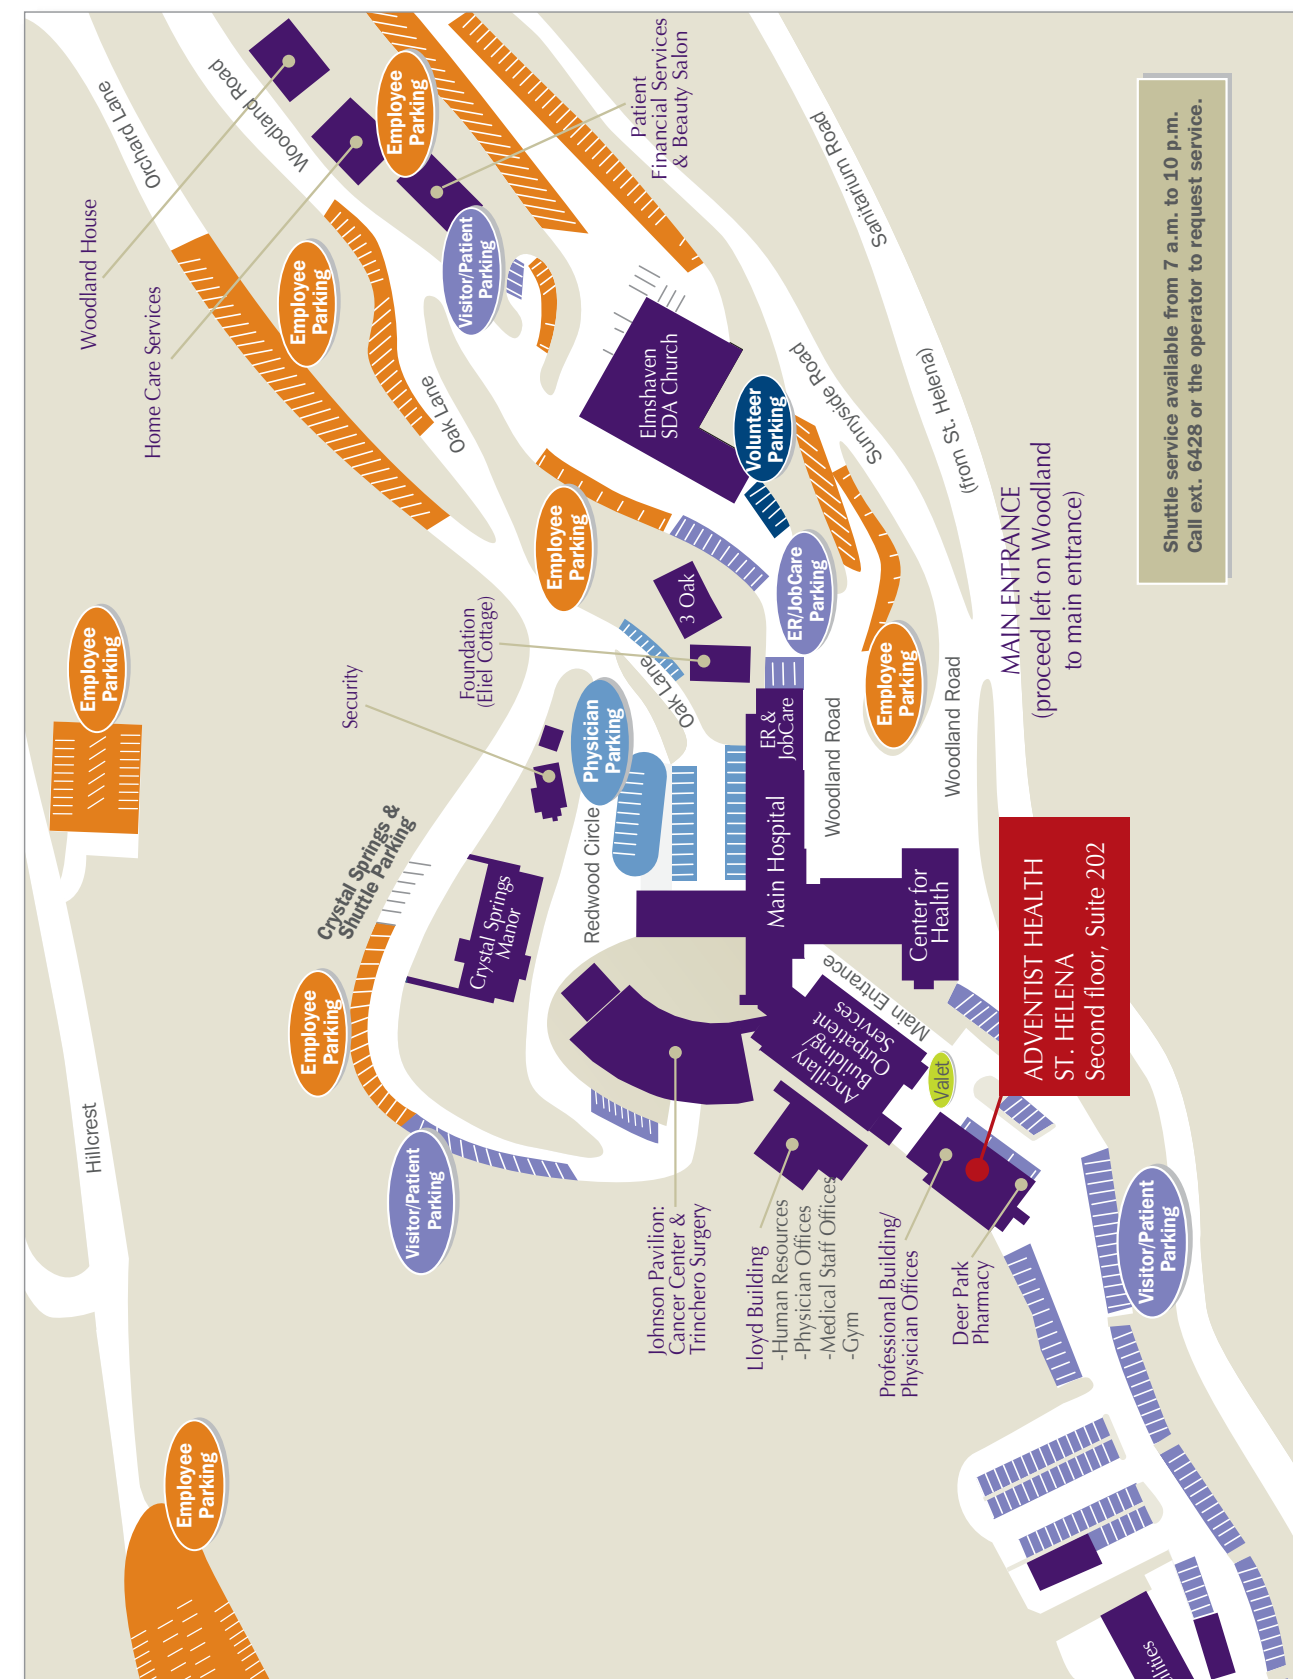 Hillcrest
Employee
Parking
Employee
Parking
Orchard Lane
Woodland House
Home Care Services
Woodland Road
Employee
Parking
Employee
Parking
Visitor/Patient
Parking
Patient
Financial Services
& Beauty Salon
Oak Lane
Crystal Springs &
Shuttle Parking
Employee
Parking
Visitor/Patient
Parking
Security
Foundation
(Eliel Cottage)
Crystal Springs
Manor
Employee
Parking
Redwood Circle
Physician
Parking
Oak Lane
3 Oak
Elmshaven
SDA Church
Volunteer
Parking
ER/JobCare
Parking
Sunnyside Road
Sanitarium Road
(from St. Helena)
ER &
JobCare
Main Hospital
Woodland Road
Employee
Parking
Woodland Road
Center for
Health
Main Entrance
Ancillary
Building/
Outpatient
Services
Valet
Johnson Pavilion:
Cancer Center &
Trinchero Surgery
Lloyd Building
-Human Resources
-Physician Offices
-Medical Staff Offices
-Gym
Professional Building/
Physician Offices
Deer Park
Pharmacy
MAIN ENTRANCE
(proceed left on Woodland
to main entrance)
ADVENTIST HEALTH
ST. HELENA
Second floor, Suite 202
Visitor/Patient
Parking
Shuttle service available from 7 a.m. to 10 p.m.
Call ext. 6428 or the operator to request service.